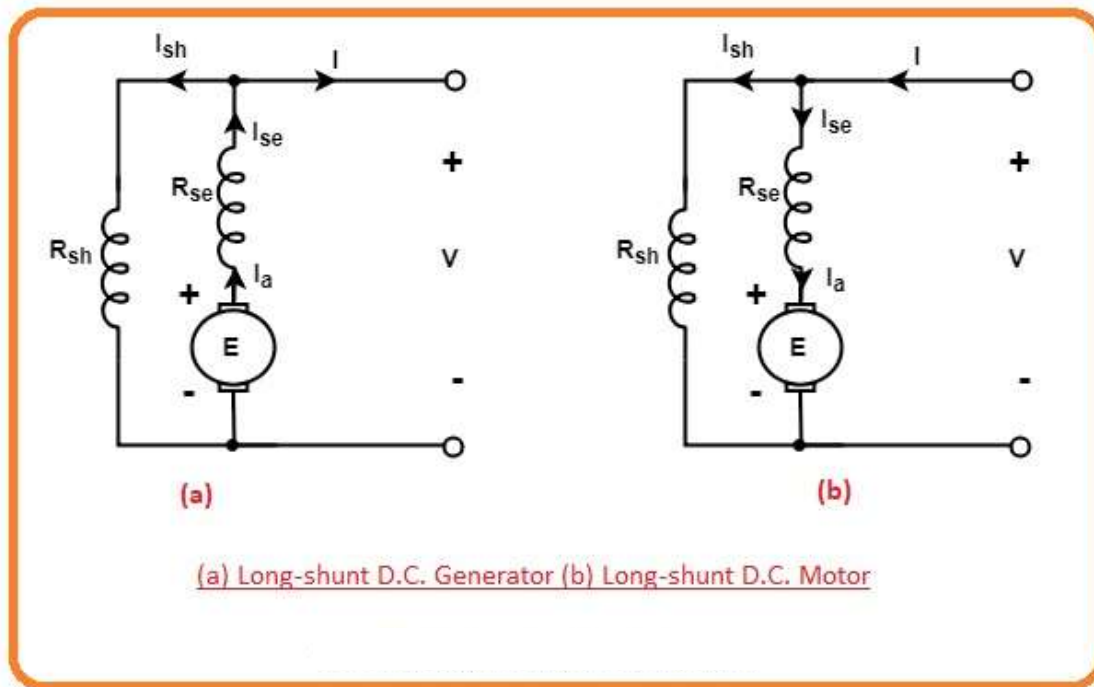 Ish
I
Ise
Rse
Rsh
Ia
+
E
-
+
V
-
(a)
Ish
I
Ise
Rse
Rsh
Ia
+
E
-
+
V
-
(b)
(a) Long-shunt D.C. Generator (b) Long-shunt D.C. Motor